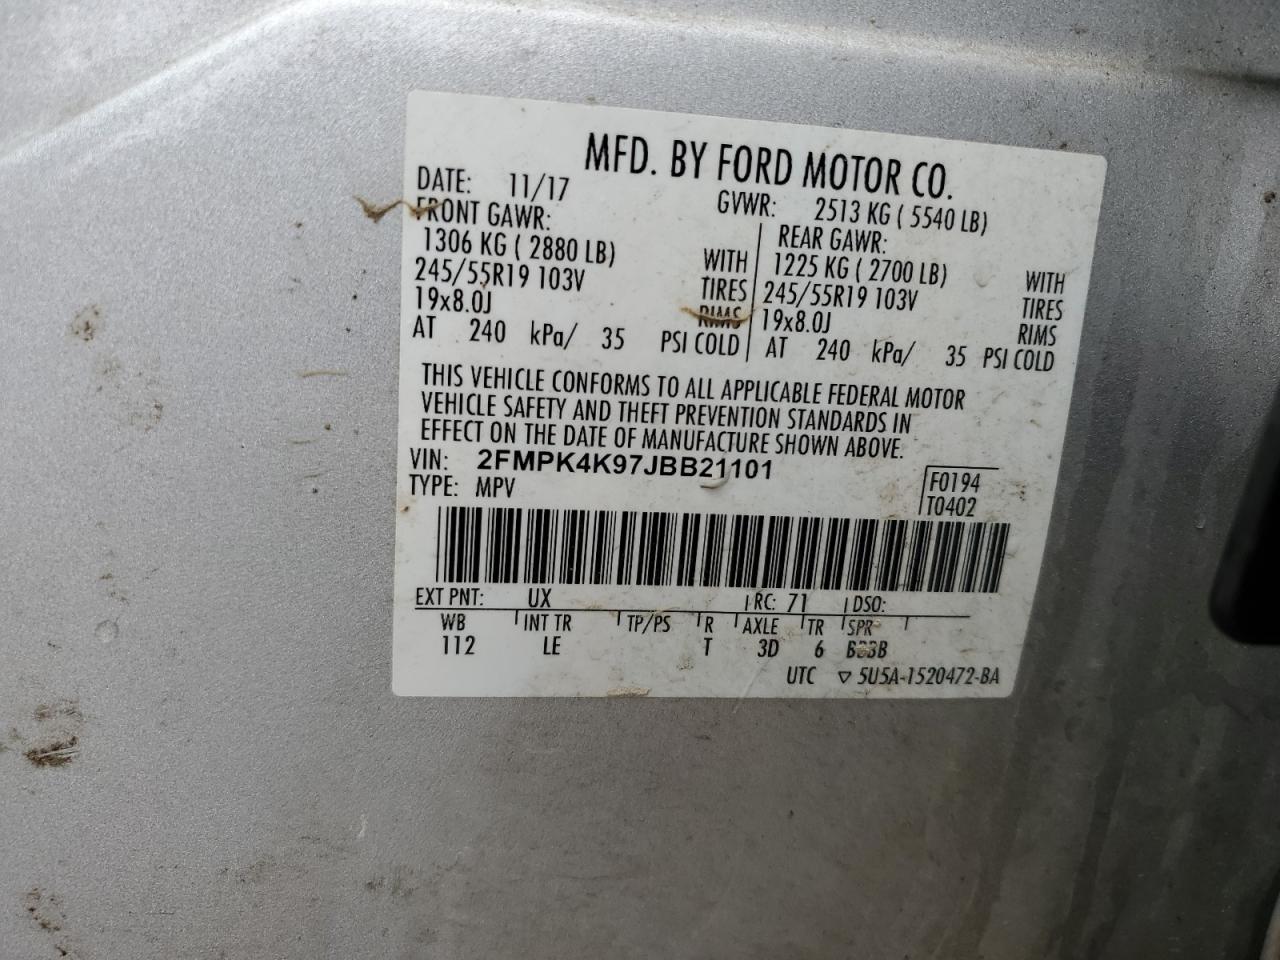 MFD. BY FORD MOTOR CO.
DATE: 11/17 GVWR: 2513 KG ( 5540 LB)
FRONT GAWR: REAR GAWR:
1306 KG ( 2880 LB) WITH 1225 KG ( 2700 LB) WITH
245/55R19 103V TIRES 245/55R19 103V TIRES
19x8.0J RIMS 19x8.0J RIMS
AT 240 kPa/ 35 PSI COLD AT 240 kPa/ 35 PSI COLD
THIS VEHICLE CONFORMS TO ALL APPLICABLE FEDERAL MOTOR
VEHICLE SAFETY AND THEFT PREVENTION STANDARDS IN
EFFECT ON THE DATE OF MANUFACTURE SHOWN ABOVE.
VIN: 2FMPK4K97JBB21101
TYPE: MPV F0194
T0402
EXT PNT: UX RC: 71 DSO:
WB INT TR TP/PS R AXLE TR SPR
112 LE T 3D 6 BBBB
UTC ▽ 5U5A-1520472-BA